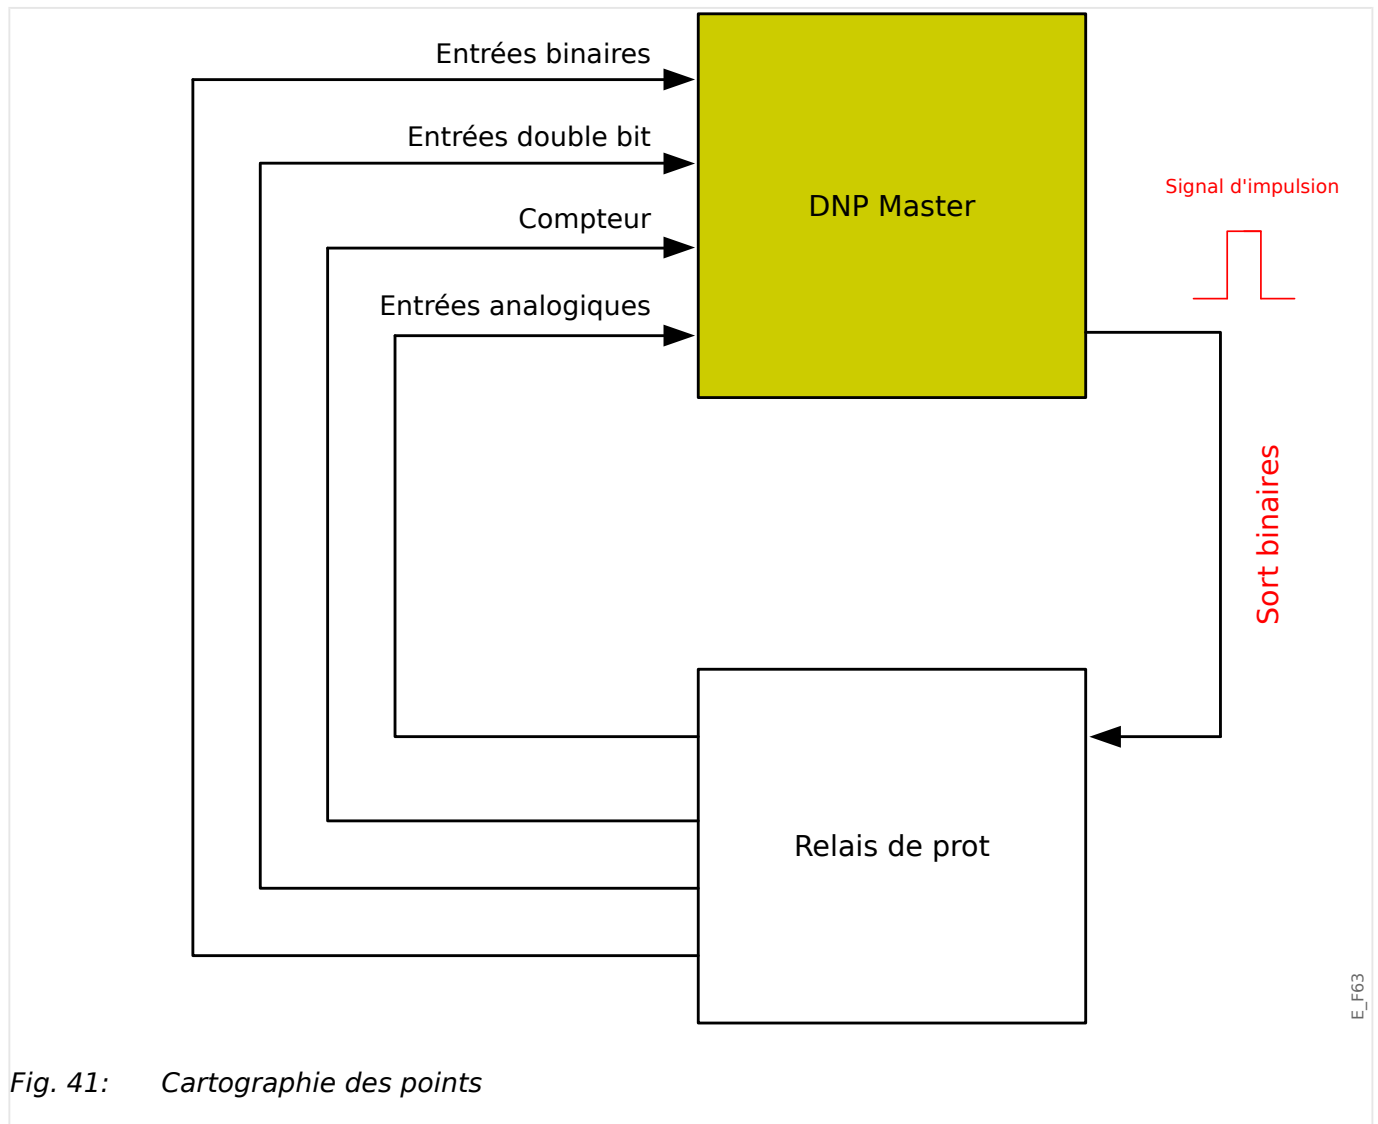 Entrées binaires
Entrées double bit
Compteur
Entrées analogiques
DNP Master
Signal d'impulsion
Sort binaires
Relais de prot
E_F63
Fig. 41: Cartographie des points